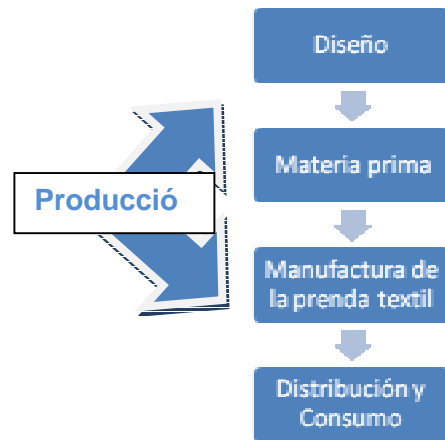 Diseño
Materia prima
Producció
Manufactura de
la prenda textil
Distribución y
Consumo